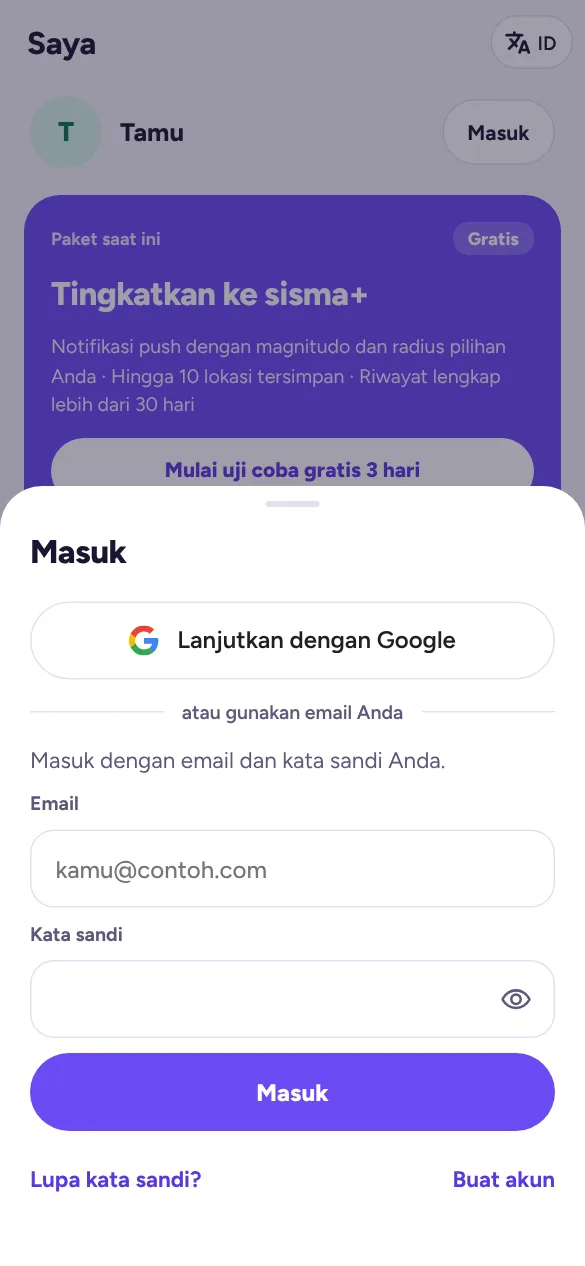 Saya
ID
T
Tamu
Masuk
Paket saat ini
Gratis
Tingkatkan ke sisma+
Notifikasi push dengan magnitudo dan radius pilihan
Anda · Hingga 10 lokasi tersimpan · Riwayat lengkap
lebih dari 30 hari
Mulai uji coba gratis 3 hari
Masuk
Lanjutkan dengan Google
atau gunakan email Anda
Masuk dengan email dan kata sandi Anda.
Email
kamu@contoh.com
Kata sandi
Masuk
Lupa kata sandi?
Buat akun